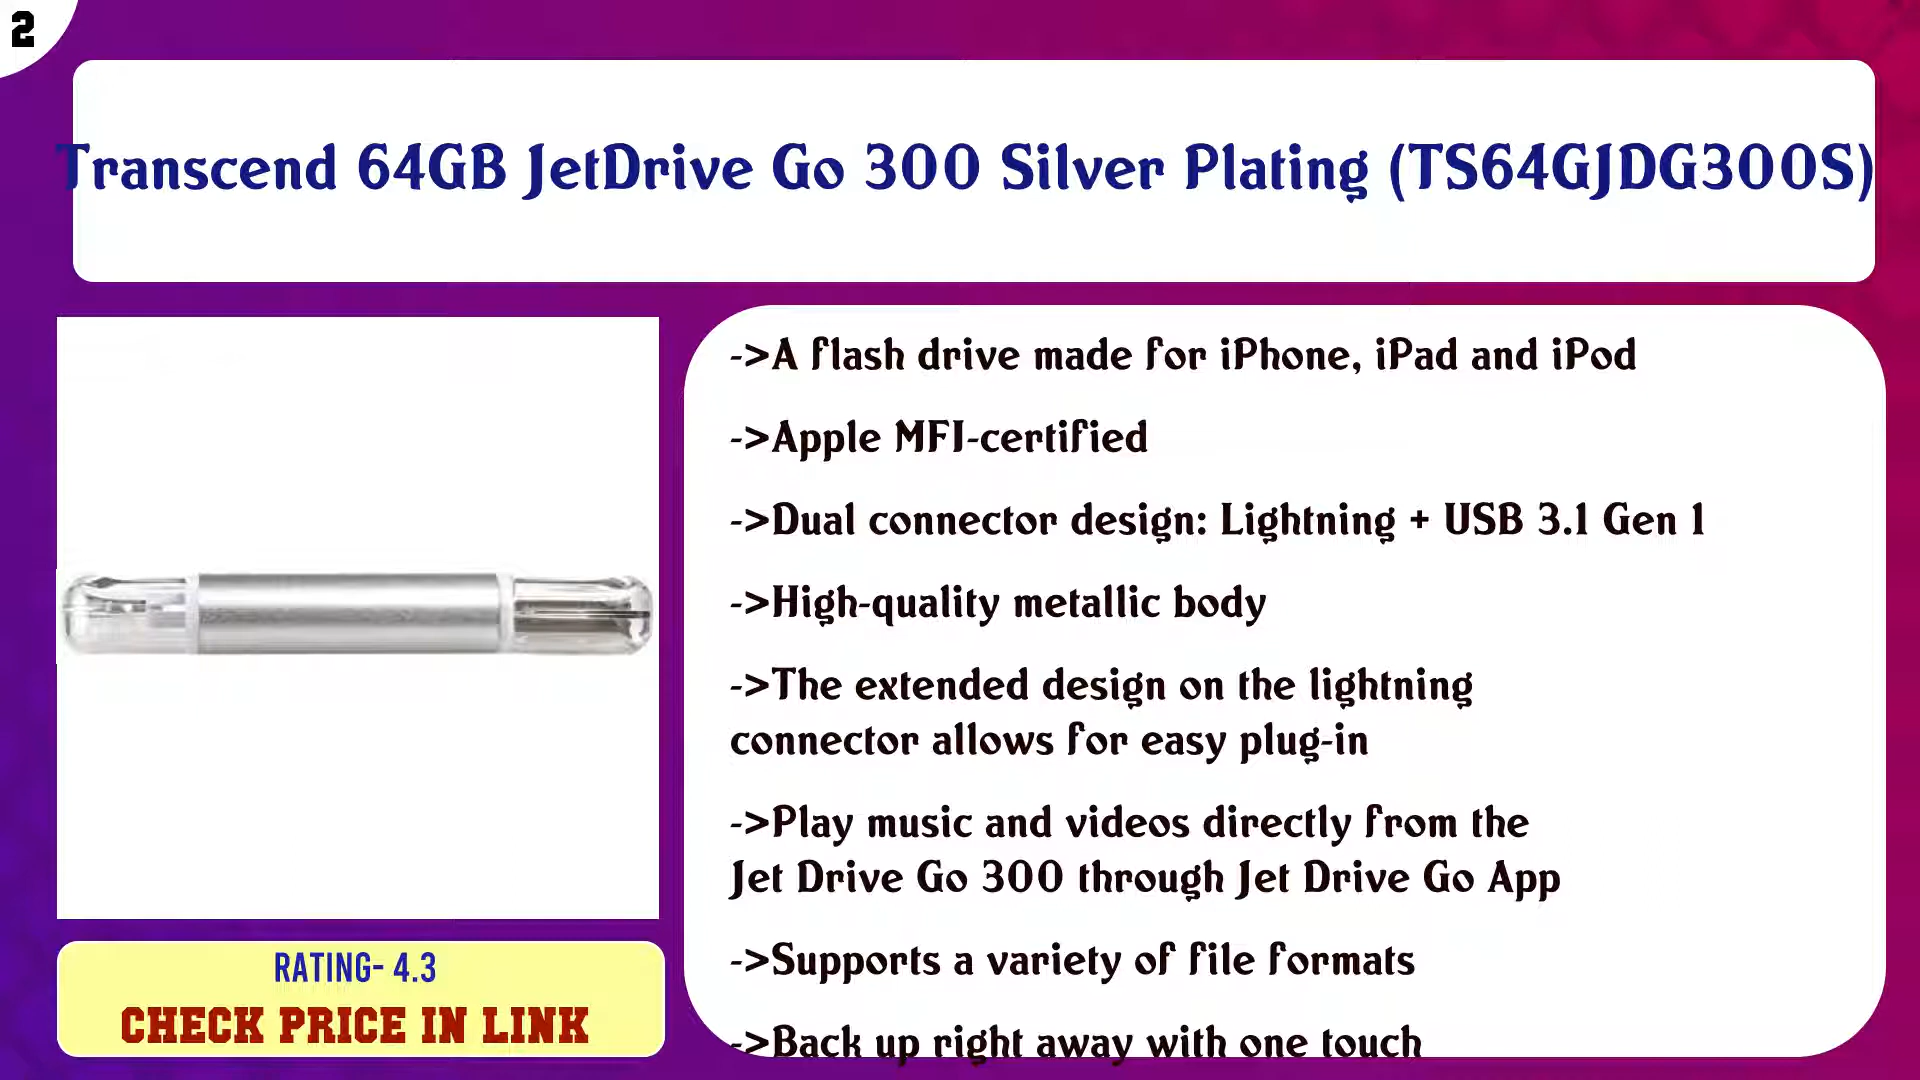 2
Transcend 64GB JetDrive Go 300 Silver Plating (TS64GJDG300S)
->A flash drive made for iPhone, iPad and iPod
->Apple MFI-certified
->Dual connector design: Lightning + USB 3.1 Gen 1
->High-quality metallic body
->The extended design on the lightning
connector allows for easy plug-in
->Play music and videos directly from the
Jet Drive Go 300 through Jet Drive Go App
->Supports a variety of file formats
->Back up right away with one touch
RATING- 4.3
CHECK PRICE IN LINK